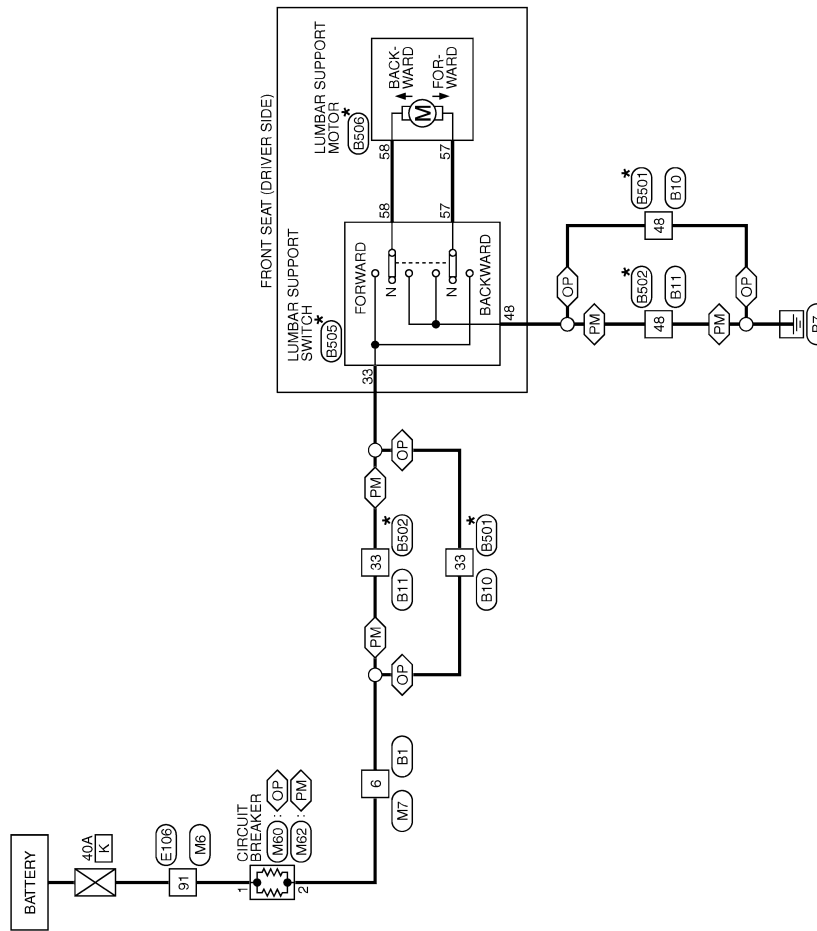 FRONT SEAT (DRIVER SIDE)
LUMBAR SUPPORT
MOTOR
*
B506
BACK-
WARD
FOR-
WARD
M
58
57
58
57
LUMBAR SUPPORT
SWITCH
*
B505
FORWARD
N
N
BACKWARD
33
48
OP
PM
48
*
B502
B11
48
*
B501
B10
PM
OP
OP
PM
33
*
B502
B11
33
*
B501
B10
PM
OP
6
B1
M7
CIRCUIT
BREAKER
M60 : OP
M62 : PM
1
2
91
E106
M6
40A
K
BATTERY